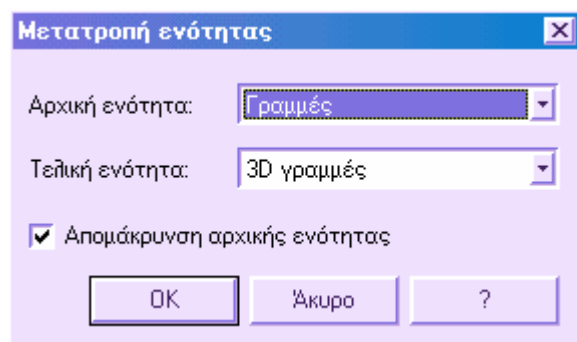 Μετατροπή ενότητας
Αρχική ενότητα: Γραμμές
Τελική ενότητα: 3D γραμμές
Απομάκρυνση αρχικής ενότητας
OK Άκυρο ?